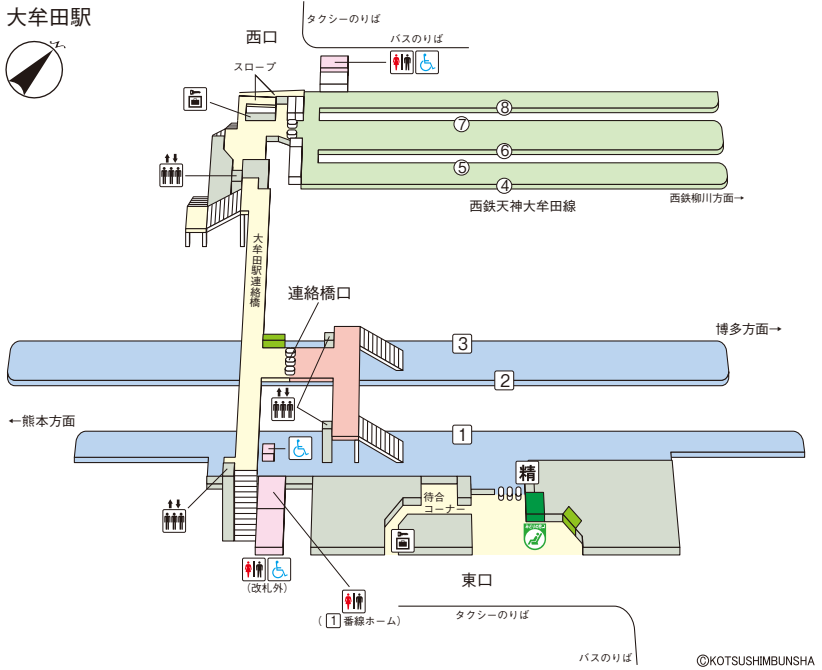 大牟田駅
N
西口
タクシーのりば
バスのりば
スロープ
⑧
⑦
⑥
⑤
④
西鉄天神大牟田線
西鉄柳川方面→
大牟田駅連絡橋
連絡橋口
3
博多方面→
2
←熊本方面
1
精
待合
コーナー
(改札外)
東口
(1番線ホーム)
タクシーのりば
バスのりば
©KOTSUSHIMBUNSHA